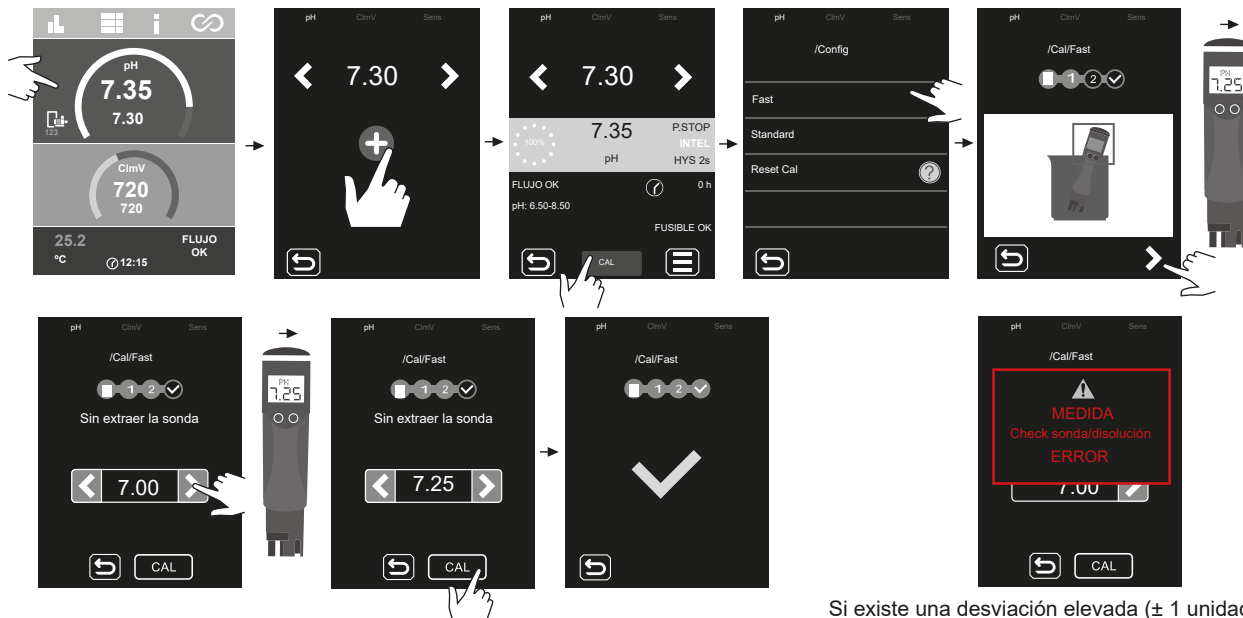 pH
7.35
7.30
123
ClmV
720
720
25.2
ºC
12:15
FLUJO
OK
pH ClmV Sens
7.30
pH ClmV Sens
7.30
100%
7.35
pH
P.STOP
INTEL
HYS 2s
FLUJO OK
0 h
pH: 6.50-8.50
FUSIBLE OK
CAL
pH ClmV Sens
/Config
Fast
Standard
Reset Cal
?
pH ClmV Sens
/Cal/Fast
1 2
PH
7.25
pH ClmV Sens
/Cal/Fast
1 2
Sin extraer la sonda
7.00
CAL
PH
7.25
pH ClmV Sens
/Cal/Fast
1 2
Sin extraer la sonda
7.25
CAL
pH ClmV Sens
/Cal/Fast
1 2
pH ClmV Sens
/Cal/Fast
MEDIDA
Check sonda/disolución
ERROR
7.00
CAL
Si existe una desviación elevada (± 1 unidad